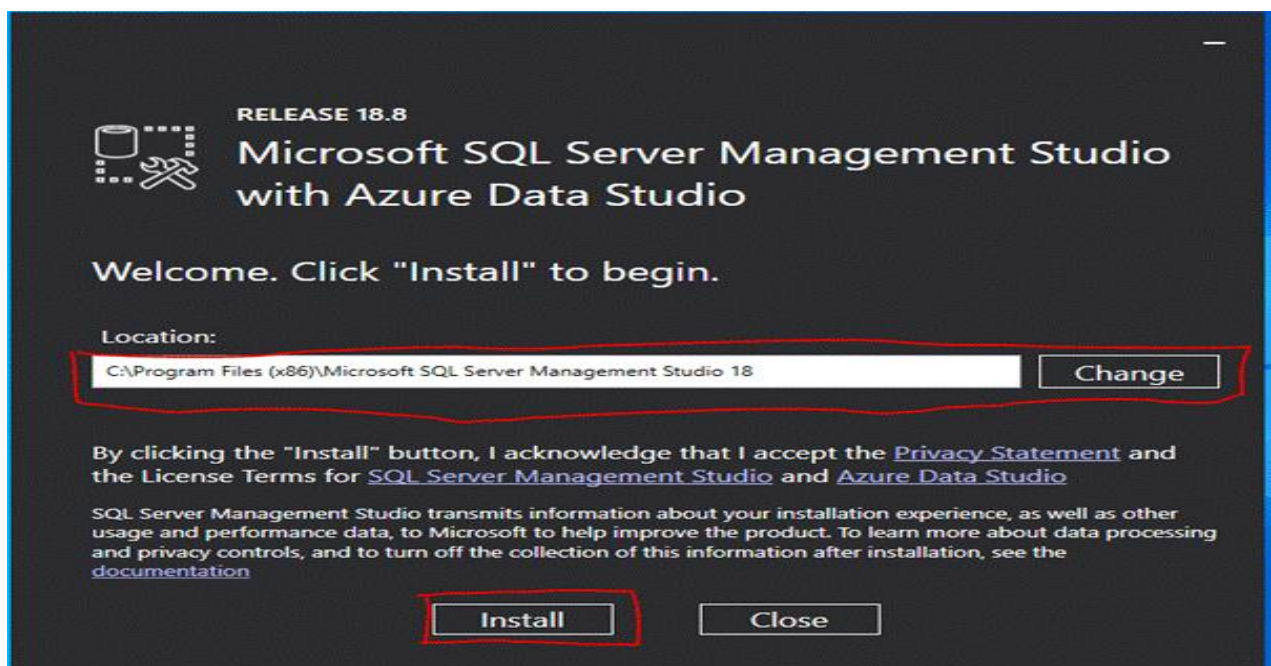 RELEASE 18.8
Microsoft SQL Server Management Studio
with Azure Data Studio
Welcome. Click "Install" to begin.
Location:
C:\Program Files (x86)\Microsoft SQL Server Management Studio 18
Change
By clicking the "Install" button, I acknowledge that I accept the Privacy Statement and
the License Terms for SQL Server Management Studio and Azure Data Studio
SQL Server Management Studio transmits information about your installation experience, as well as other
usage and performance data, to Microsoft to help improve the product. To learn more about data processing
and privacy controls, and to turn off the collection of this information after installation, see the
documentation
Install
Close